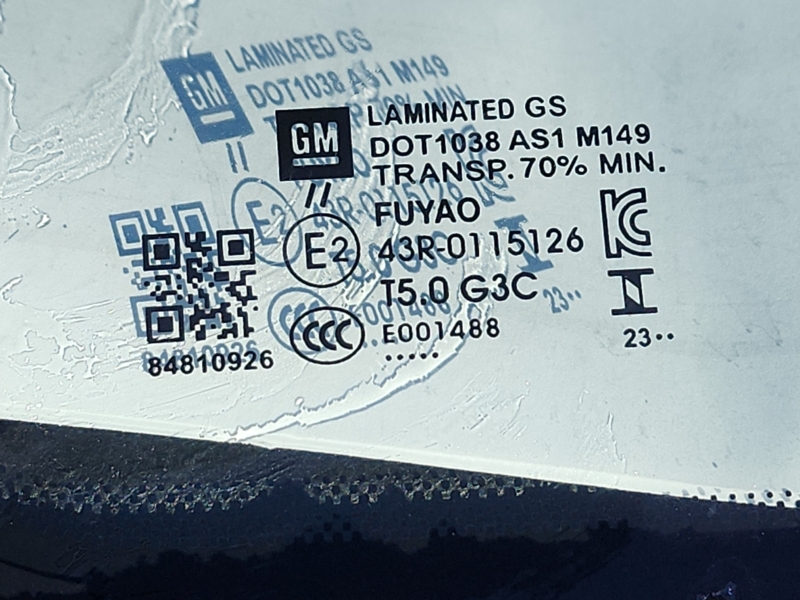 GM
LAMINATED GS
DOT1038 AS1 M149
TRANSP. 70% MIN.
FUYAO
E2
43R-0115126
T5.0 G3C
CCC
E001488
84810926
23··